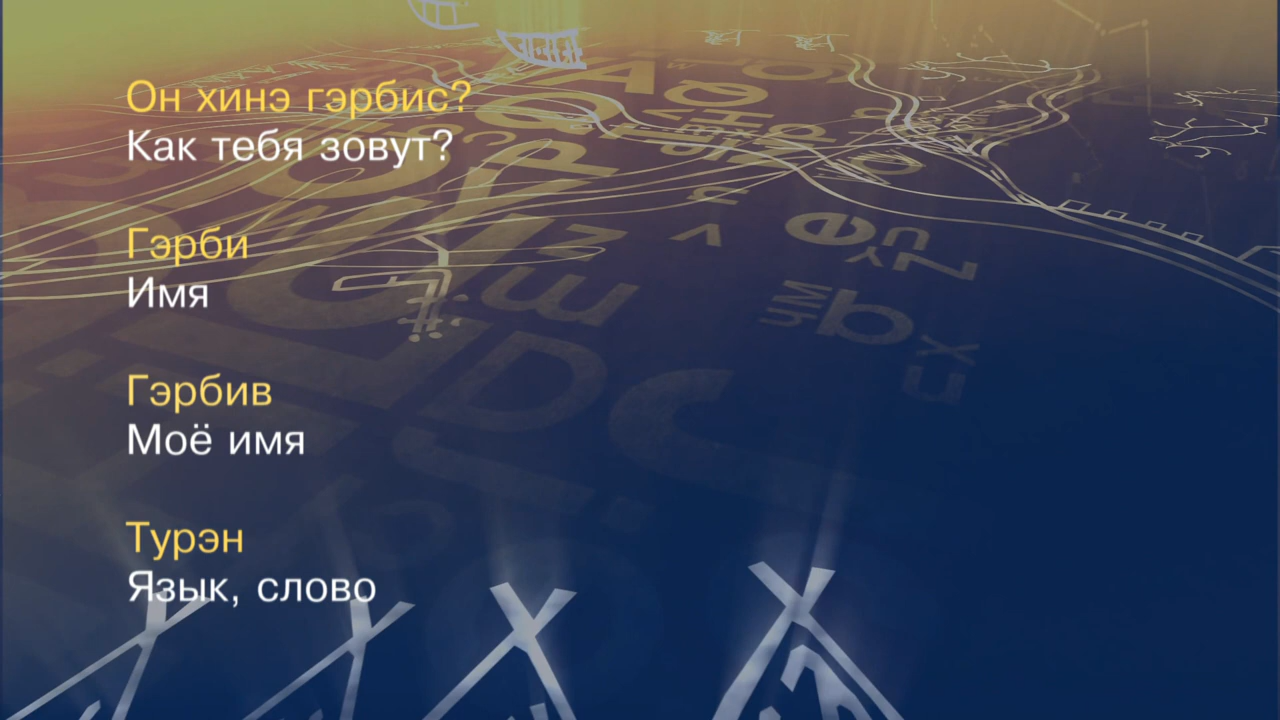 Он хинэ гэрбис?
Как тебя зовут?
Гэрби
Имя
Гэрбив
Моё имя
Турэн
Язык, слово